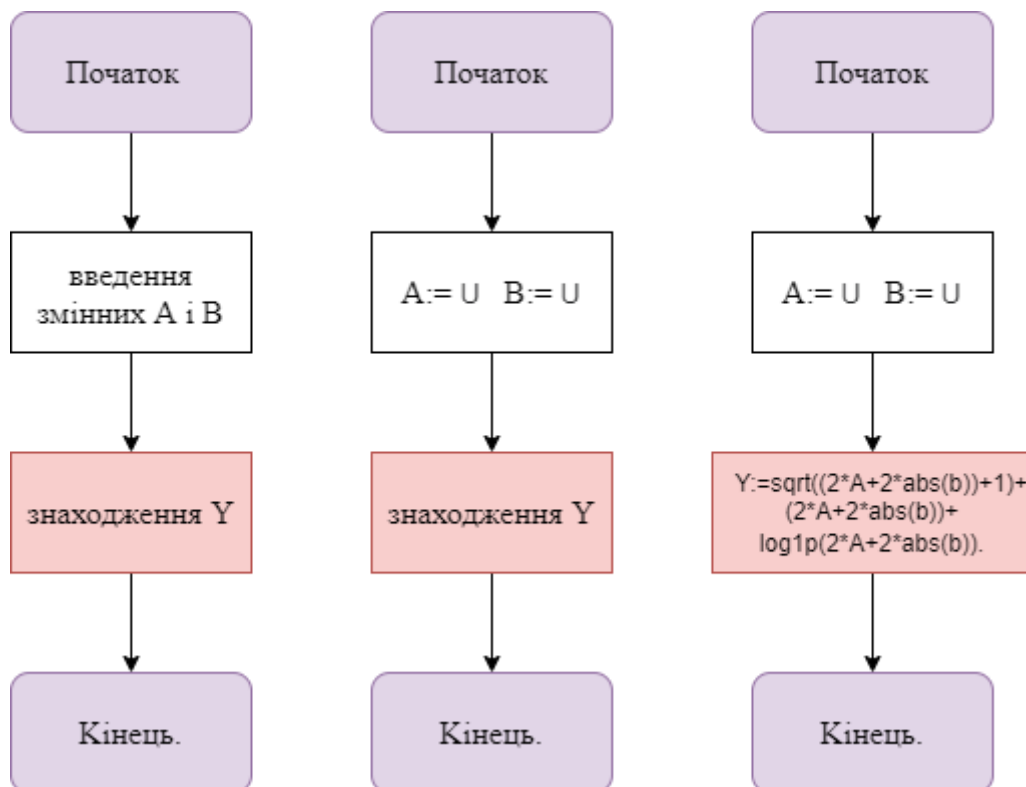 Початок
введення
змінних А і В
знаходження Y
Кінець.
Початок
A:= U B:= U
знаходження Y
Кінець.
Початок
A:= U B:= U
Y:=sqrt((2*A+2*abs(b))+1)+
(2*A+2*abs(b))+
log1p(2*A+2*abs(b)).
Кінець.